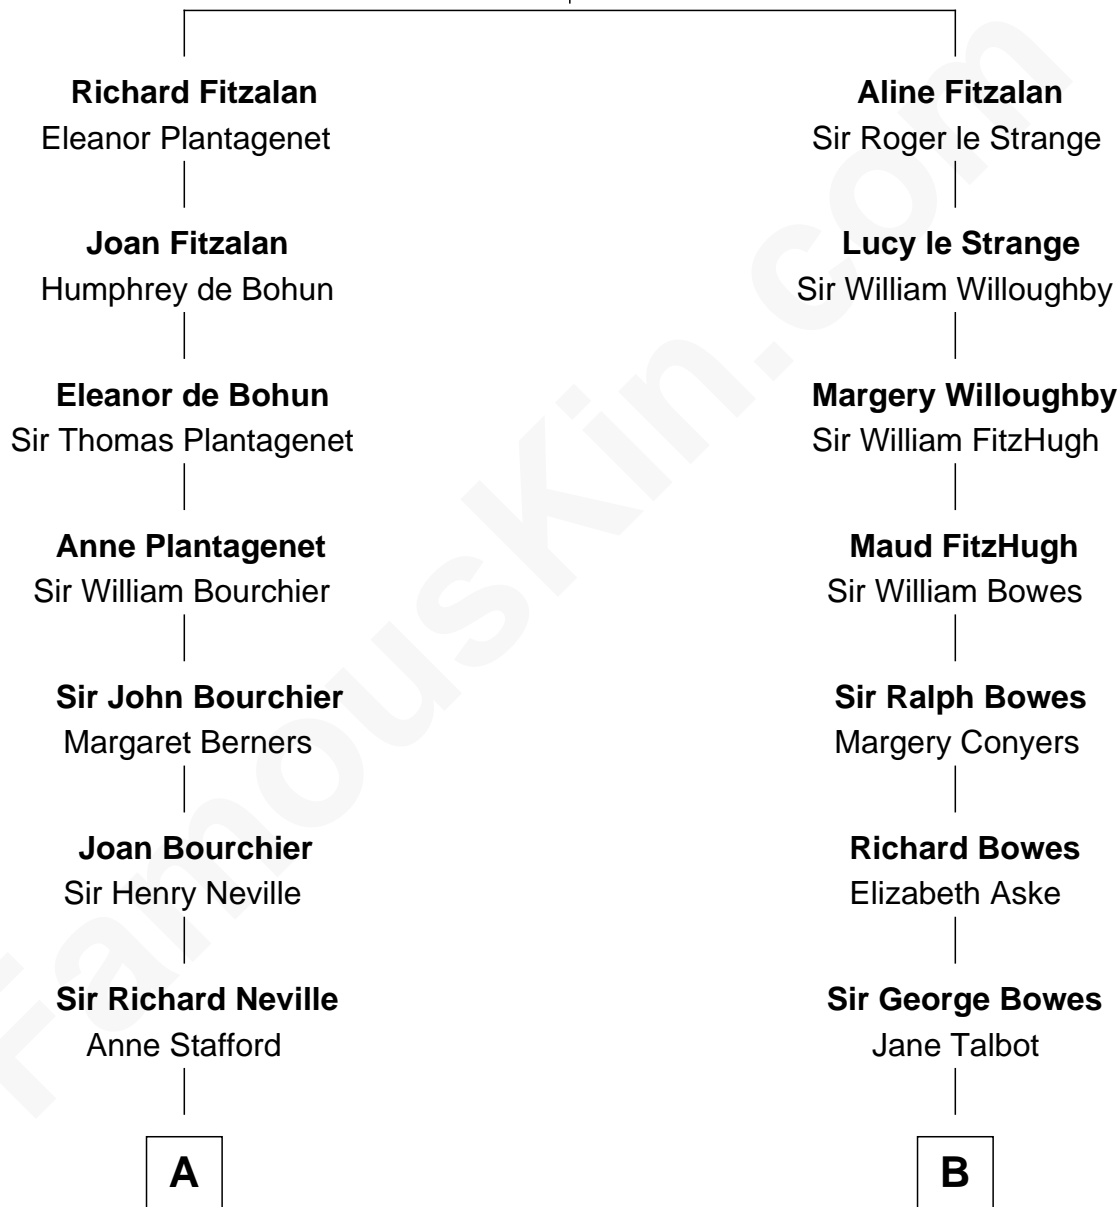 Richard Fitzalan
Eleanor Plantagenet
Joan Fitzalan
Humphrey de Bohun
Eleanor de Bohun
Sir Thomas Plantagenet
Anne Plantagenet
Sir William Bourchier
Sir John Bourchier
Margaret Berners
Joan Bourchier
Sir Henry Neville
Sir Richard Neville
Anne Stafford
A
Aline Fitzalan
Sir Roger le Strange
Lucy le Strange
Sir William Willoughby
Margery Willoughby
Sir William FitzHugh
Maud FitzHugh
Sir William Bowes
Sir Ralph Bowes
Margery Conyers
Richard Bowes
Elizabeth Aske
Sir George Bowes
Jane Talbot
B
FamousKin.com